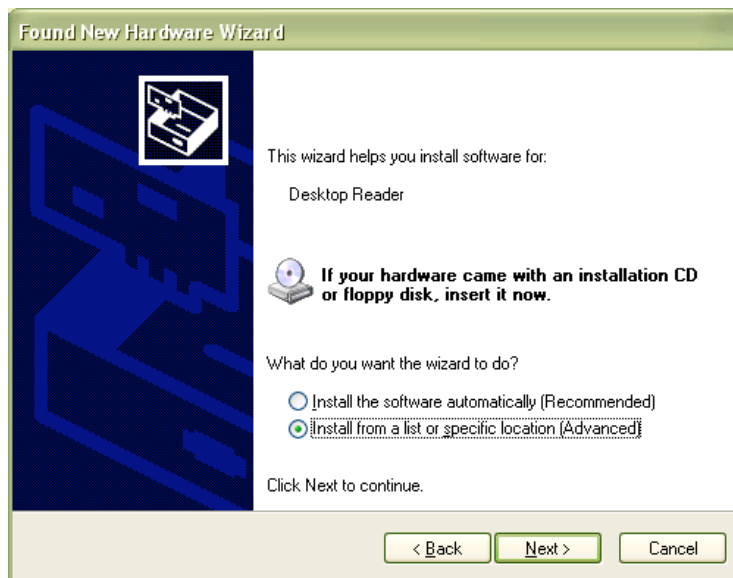 Found New Hardware Wizard
This wizard helps you install software for:
Desktop Reader
If your hardware came with an installation CD
or floppy disk, insert it now.
What do you want the wizard to do?
Install the software automatically (Recommended)
Install from a list or specific location (Advanced)
Click Next to continue.
< Back Next > Cancel